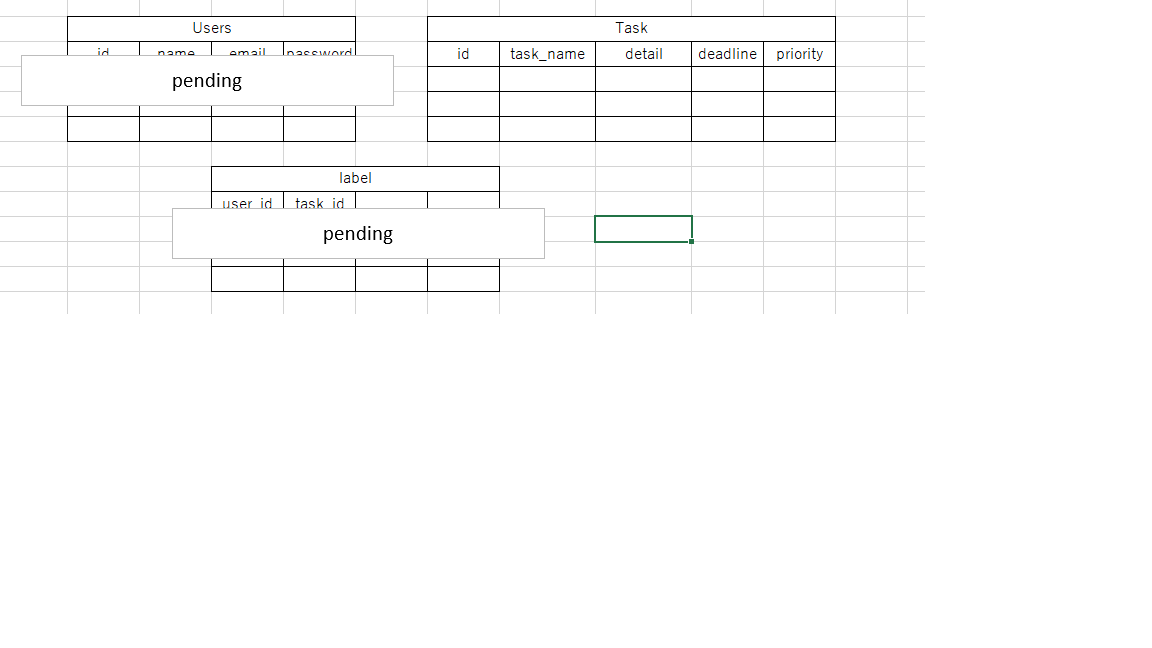 Users
id name email password
pending
Task
id task_name detail deadline priority
label
user_id task_id
pending